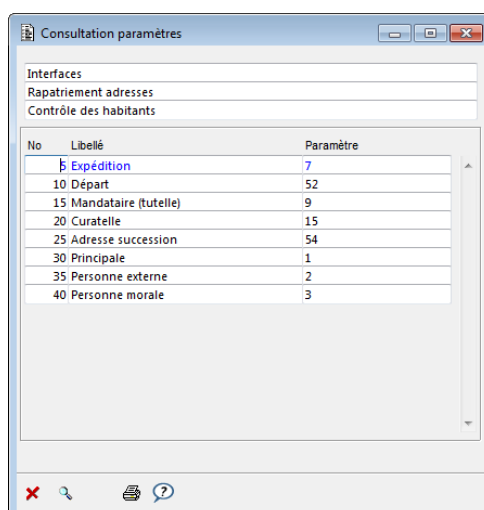 Consultation paramètres
Interfaces
Rapatriement adresses
Contrôle des habitants
No Libellé Paramètre
5 Expédition 7
10 Départ 52
15 Mandataire (tutelle) 9
20 Curatelle 15
25 Adresse succession 54
30 Principale 1
35 Personne externe 2
40 Personne morale 3